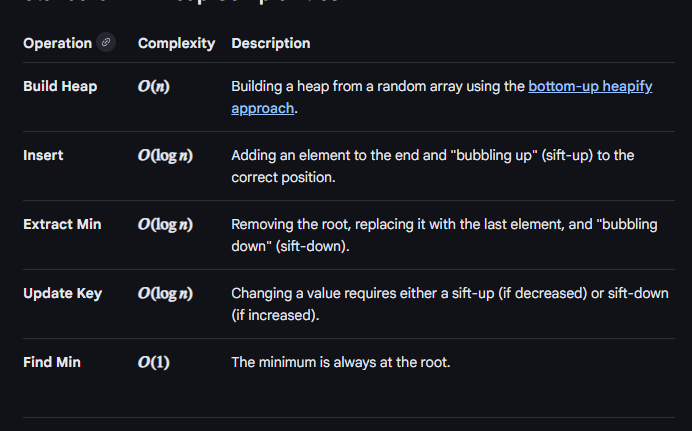 Operation Complexity Description
Build Heap O(n) Building a heap from a random array using the bottom-up heapify
approach.
Insert O(log n) Adding an element to the end and "bubbling up" (sift-up) to the
correct position.
Extract Min O(log n) Removing the root, replacing it with the last element, and "bubbling
down" (sift-down).
Update Key O(log n) Changing a value requires either a sift-up (if decreased) or sift-down
(if increased).
Find Min O(1) The minimum is always at the root.